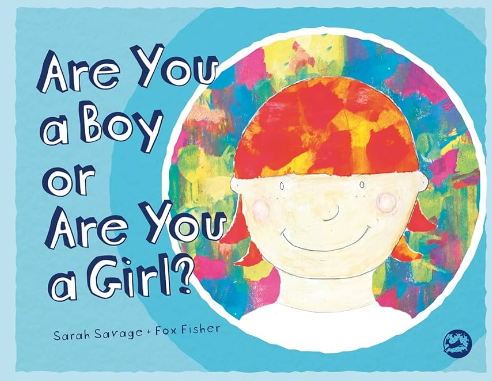 Are You
a Boy
or
Are You
a Girl?
Sarah Savage + Fox Fisher